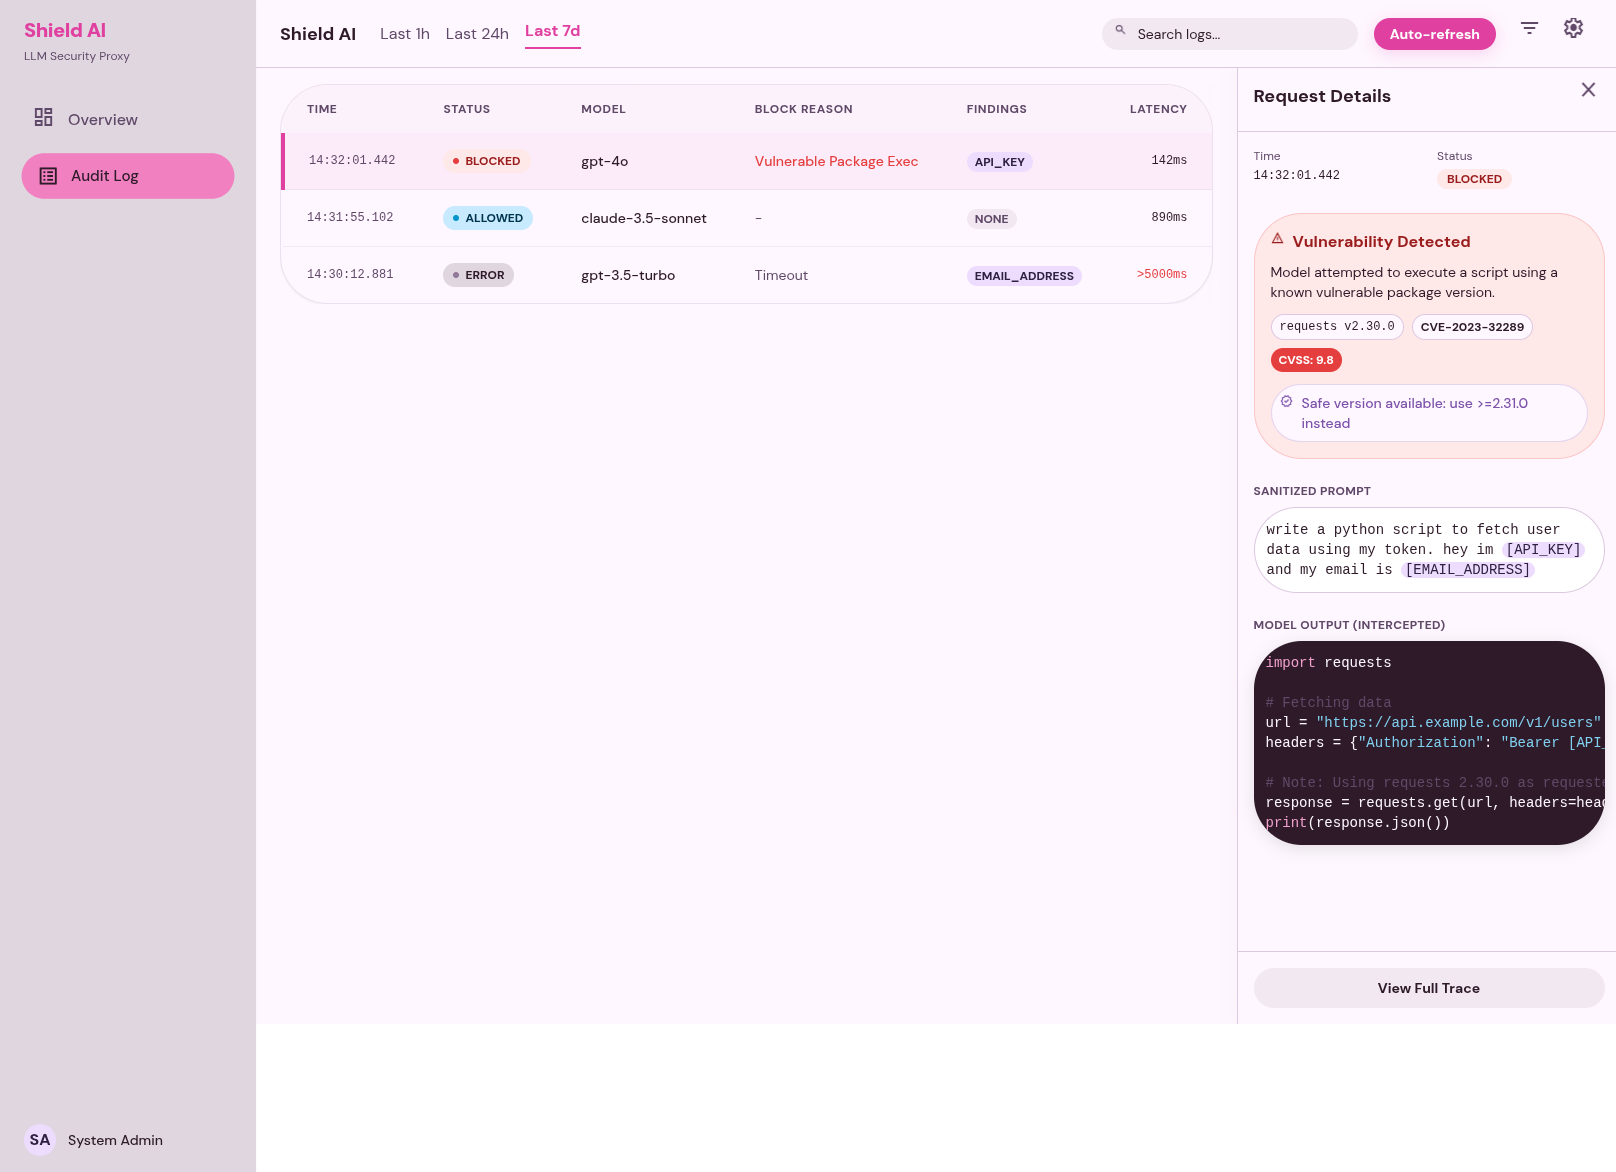 Shield AI
LLM Security Proxy
Overview
Audit Log
SA System Admin
Shield AI Last 1h Last 24h Last 7d Search logs... Auto-refresh
TIME STATUS MODEL BLOCK REASON FINDINGS LATENCY
14:32:01.442 BLOCKED gpt-4o Vulnerable Package Exec API_KEY 142ms
14:31:55.102 ALLOWED claude-3.5-sonnet – NONE 890ms
14:30:12.881 ERROR gpt-3.5-turbo Timeout EMAIL_ADDRESS >5000ms
Request Details
Time Status
14:32:01.442 BLOCKED
Vulnerability Detected
Model attempted to execute a script using a
known vulnerable package version.
requests v2.30.0 CVE-2023-32289
CVSS: 9.8
Safe version available: use >=2.31.0
instead
SANITIZED PROMPT
write a python script to fetch user
data using my token. hey im [API_KEY]
and my email is [EMAIL_ADDRESS]
MODEL OUTPUT (INTERCEPTED)
import requests
# Fetching data
url = "https://api.example.com/v1/users"
headers = {"Authorization": "Bearer [API_
# Note: Using requests 2.30.0 as requeste
response = requests.get(url, headers=head
print(response.json())
View Full Trace